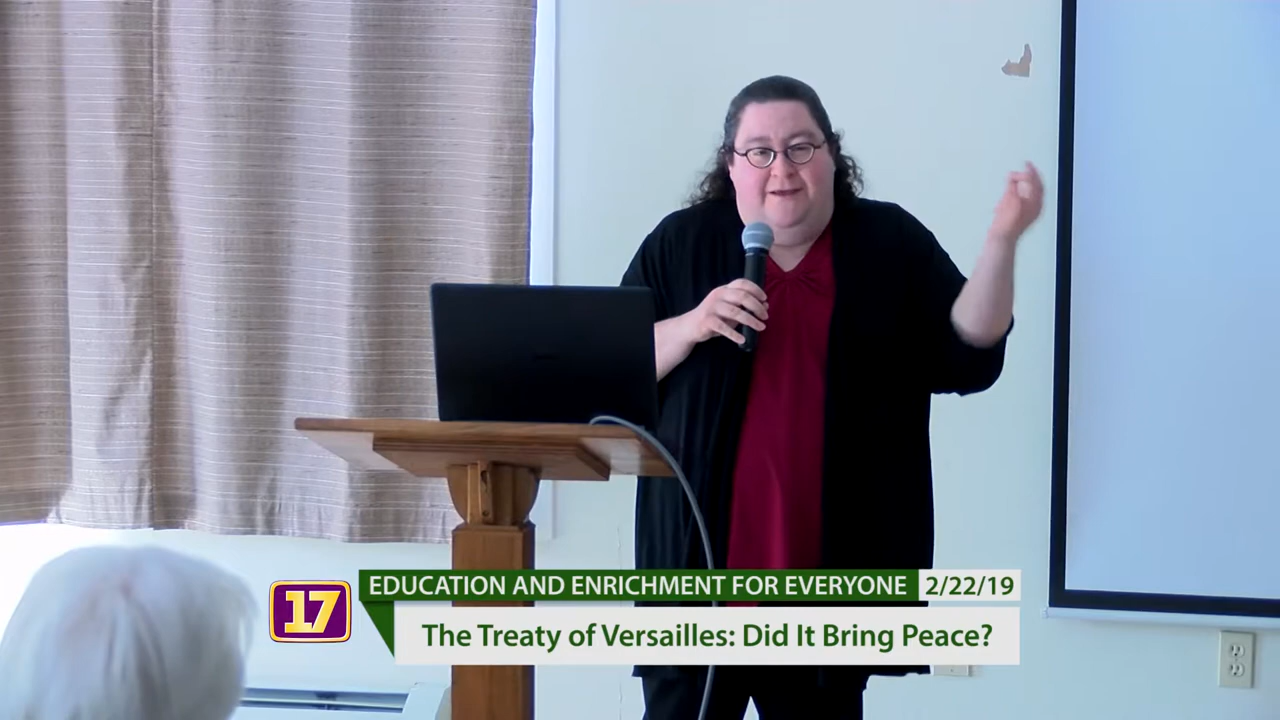 17
EDUCATION AND ENRICHMENT FOR EVERYONE 2/22/19
The Treaty of Versailles: Did It Bring Peace?